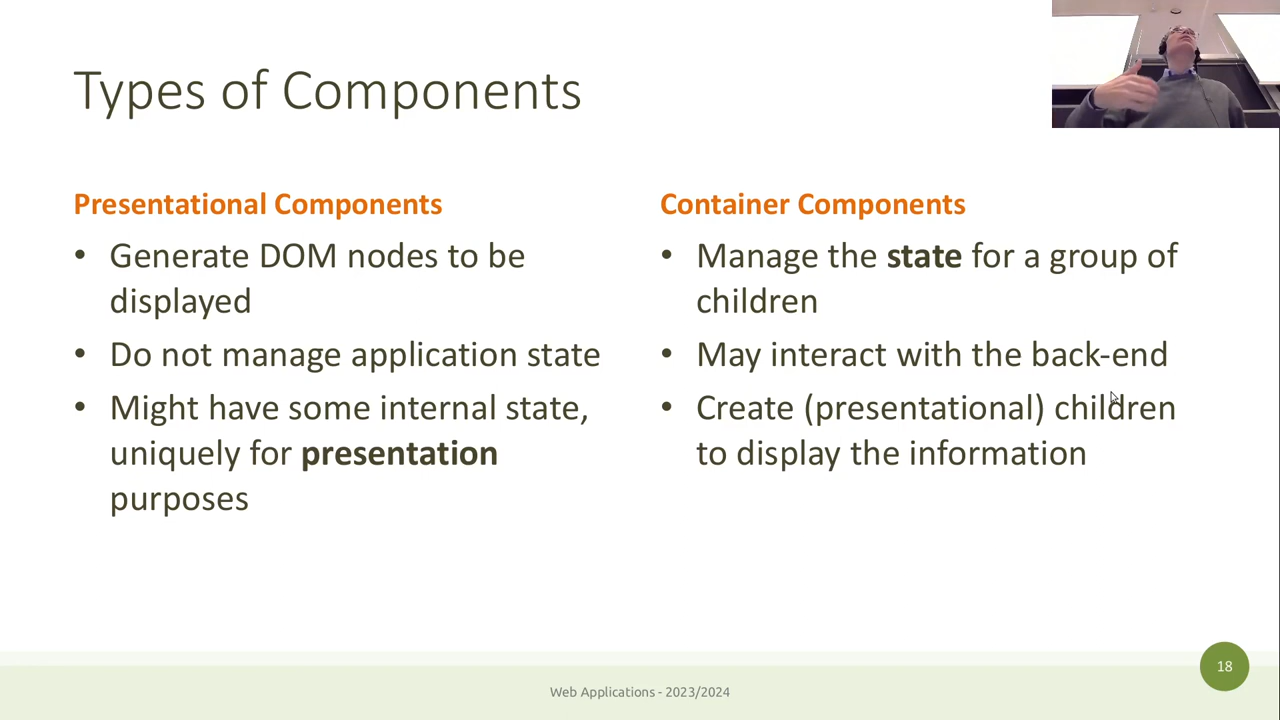 Types of Components
Presentational Components
• Generate DOM nodes to be
displayed
• Do not manage application state
• Might have some internal state,
uniquely for presentation
purposes
Container Components
• Manage the state for a group of
children
• May interact with the back-end
• Create (presentational) children
to display the information
18
Web Applications - 2023/2024